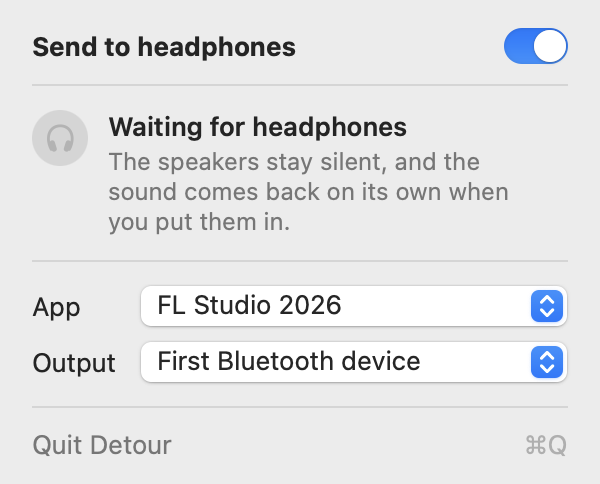 Send to headphones
Waiting for headphones
The speakers stay silent, and the
sound comes back on its own when
you put them in.
App FL Studio 2026
Output First Bluetooth device
Quit Detour ⌘Q